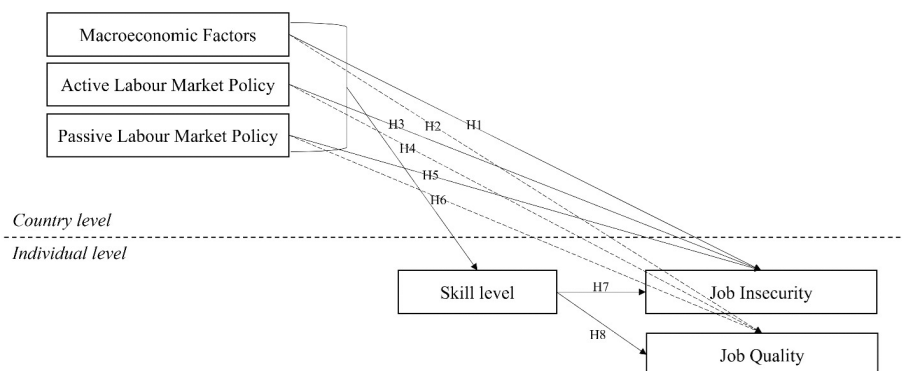 Macroeconomic Factors
Active Labour Market Policy
Passive Labour Market Policy
H1
H2
H3
H4
H5
H6
Country level
Individual level
Skill level
H7
Job Insecurity
H8
Job Quality